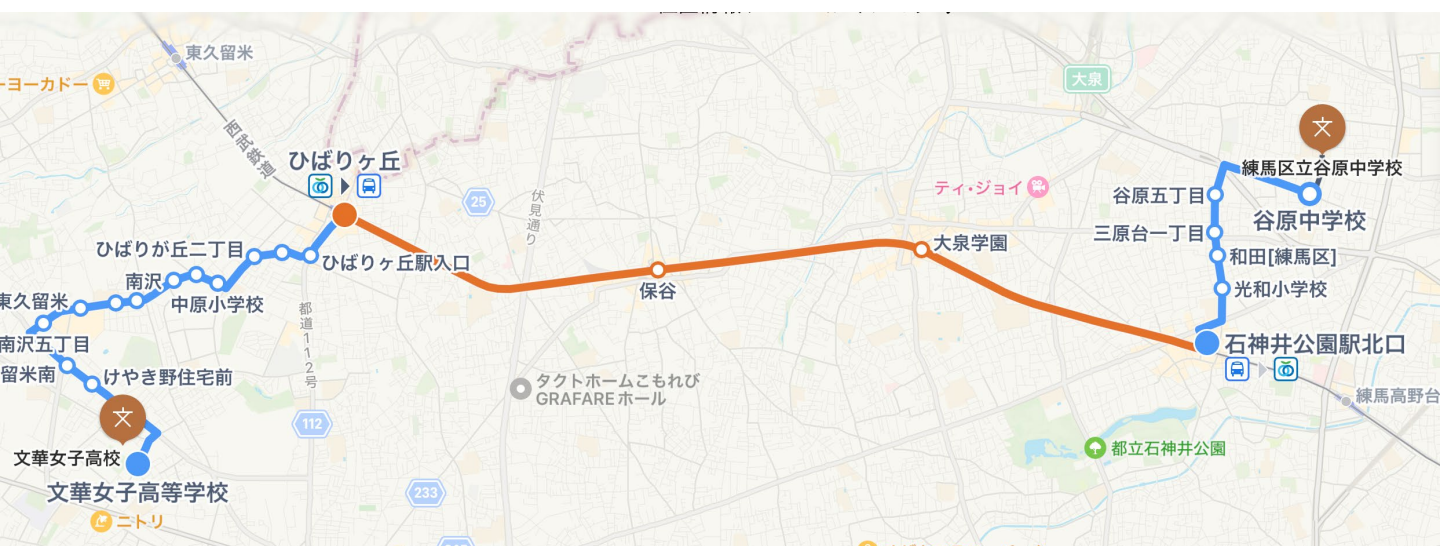 東久留米
ーヨーカドー
大泉
西武鉄道
ひばりヶ丘
文
練馬区立谷原中学校
ティ・ジョイ
25
伏見通り
谷原五丁目
谷原中学校
三原台一丁目
ひばりが丘二丁目
大泉学園
和田[練馬区]
ひばりヶ丘駅入口
南沢
保谷
光和小学校
東久留米
中原小学校
都道112号
南沢五丁目
石神井公園駅北口
留米南
けやき野住宅前
タクトホームこもれび
GRAFAREホール
練馬高野台
文
112
都立石神井公園
文華女子高校
文華女子高等学校
233
ニトリ